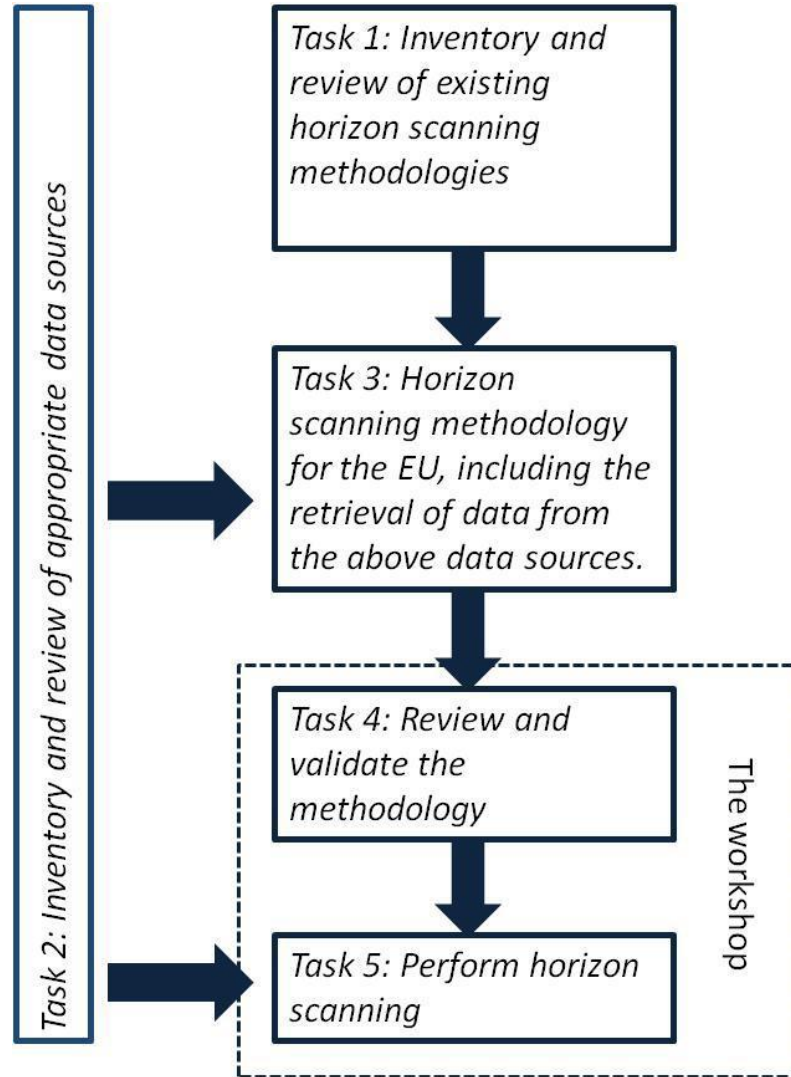 Task 1: Inventory and
review of existing
horizon scanning
methodologies
Task 2: Inventory and review of appropriate data sources
Task 3: Horizon
scanning methodology
for the EU, including the
retrieval of data from
the above data sources.
Task 4: Review and
validate the
methodology
The workshop
Task 5: Perform horizon
scanning